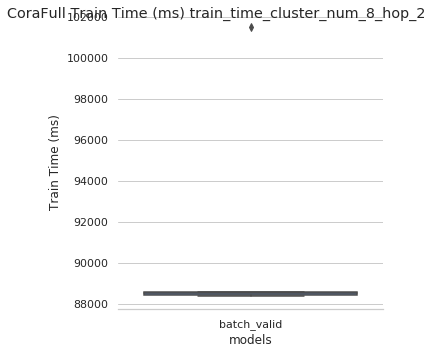 CoraFull Train Time (ms) train_time_cluster_num_8_hop_2
102000
100000
98000
96000
94000
92000
90000
88000
Train Time (ms)
batch_valid
models